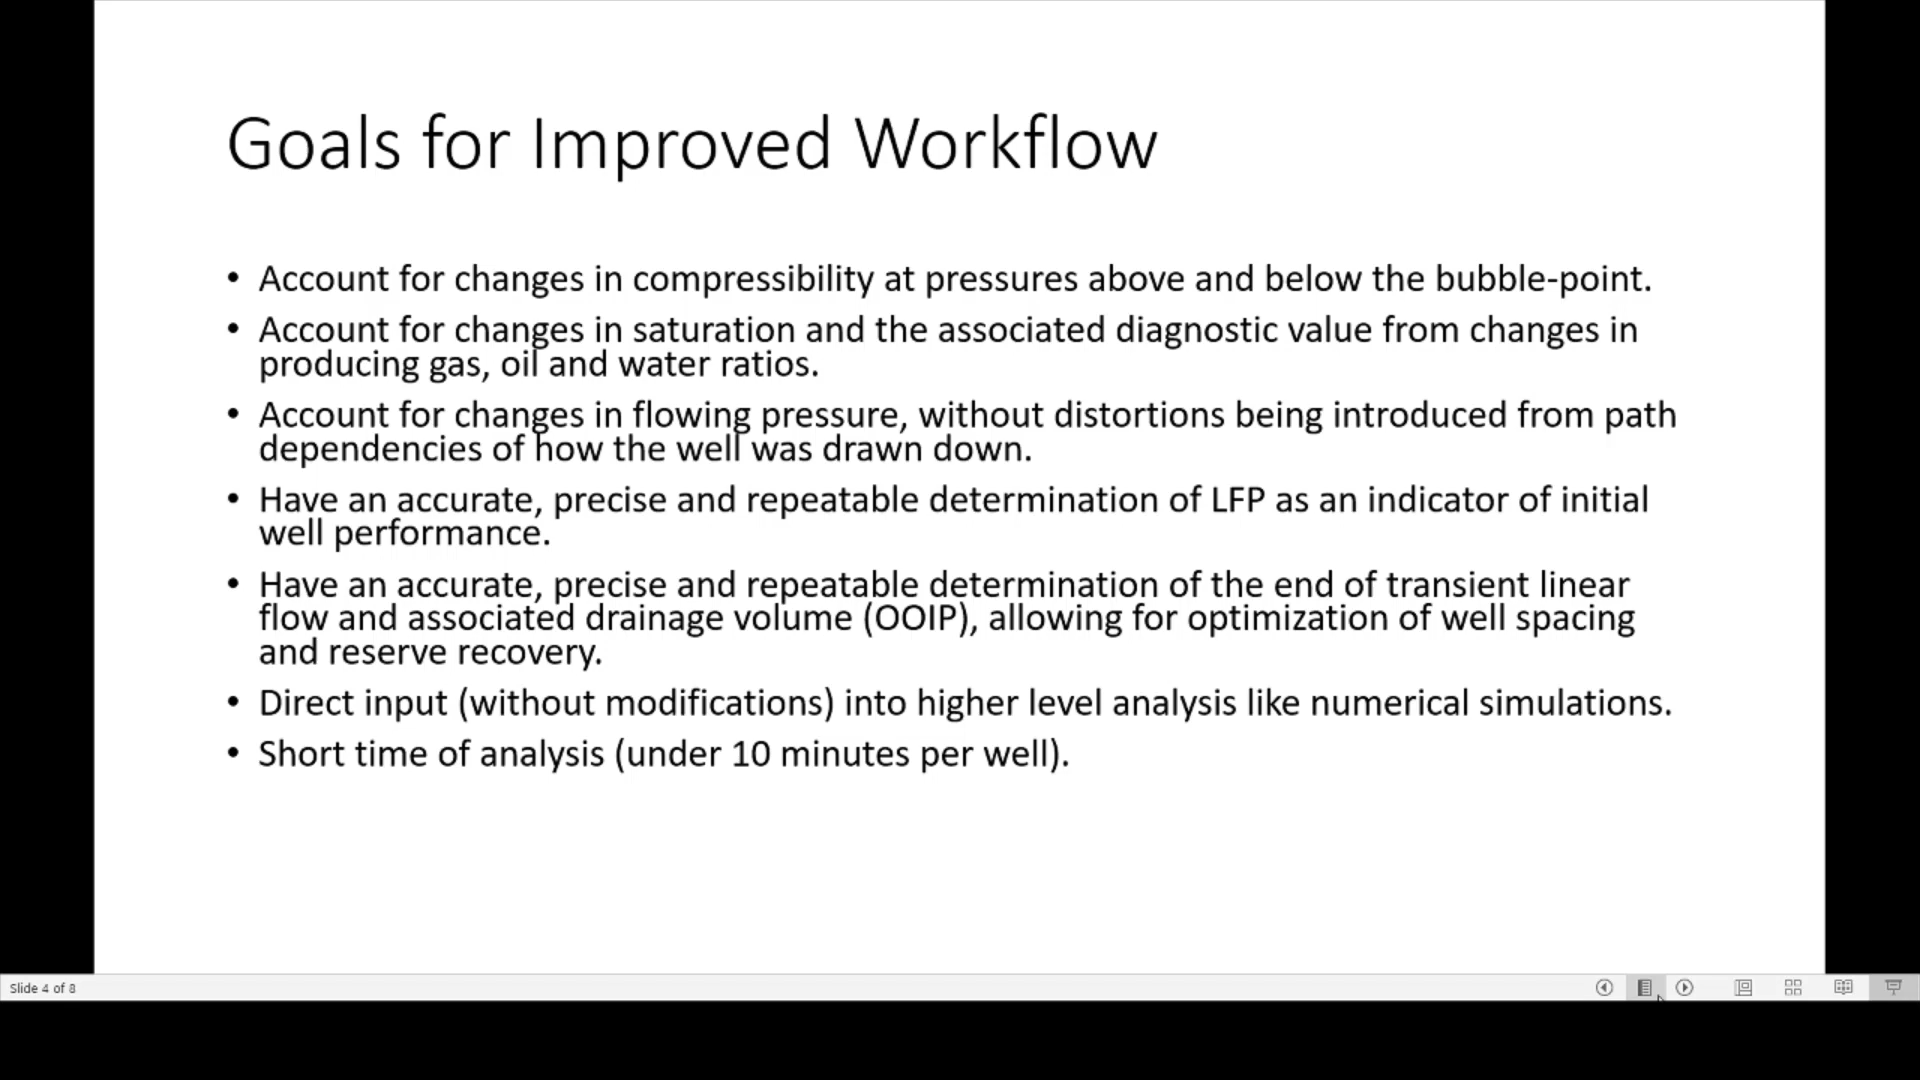 Goals for Improved Workflow
• Account for changes in compressibility at pressures above and below the bubble-point.
• Account for changes in saturation and the associated diagnostic value from changes in
producing gas, oil and water ratios.
• Account for changes in flowing pressure, without distortions being introduced from path
dependencies of how the well was drawn down.
• Have an accurate, precise and repeatable determination of LFP as an indicator of initial
well performance.
• Have an accurate, precise and repeatable determination of the end of transient linear
flow and associated drainage volume (OOIP), allowing for optimization of well spacing
and reserve recovery.
• Direct input (without modifications) into higher level analysis like numerical simulations.
• Short time of analysis (under 10 minutes per well).
Slide 4 of 8